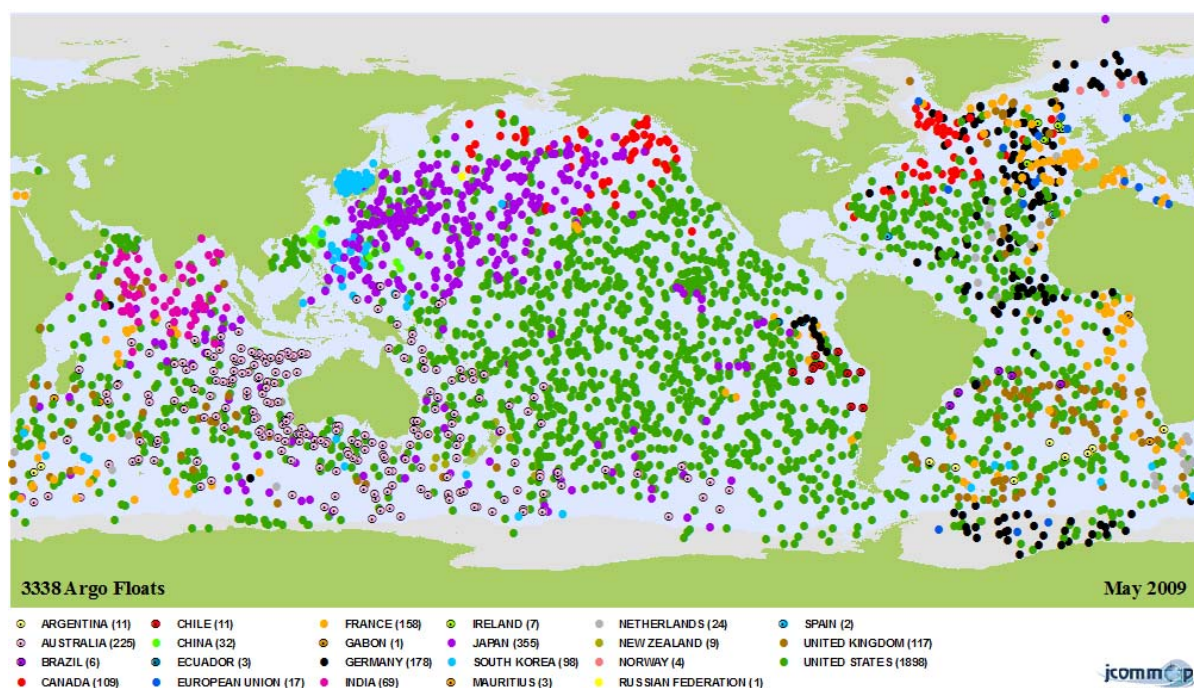 3338 Argo Floats
May 2009
ARGENTINA (11) CHILE (11) FRANCE (158) IRELAND (7) NETHERLANDS (24) SPAIN (2)
AUSTRALIA (225) CHINA (32) GABON (1) JAPAN (355) NEW ZEALAND (9) UNITED KINGDOM (117)
BRAZIL (6) ECUADOR (3) GERMANY (178) SOUTH KOREA (98) NORWAY (4) UNITED STATES (1898)
CANADA (109) EUROPEAN UNION (17) INDIA (69) MAURITIUS (3) RUSSIAN FEDERATION (1)
jcommop